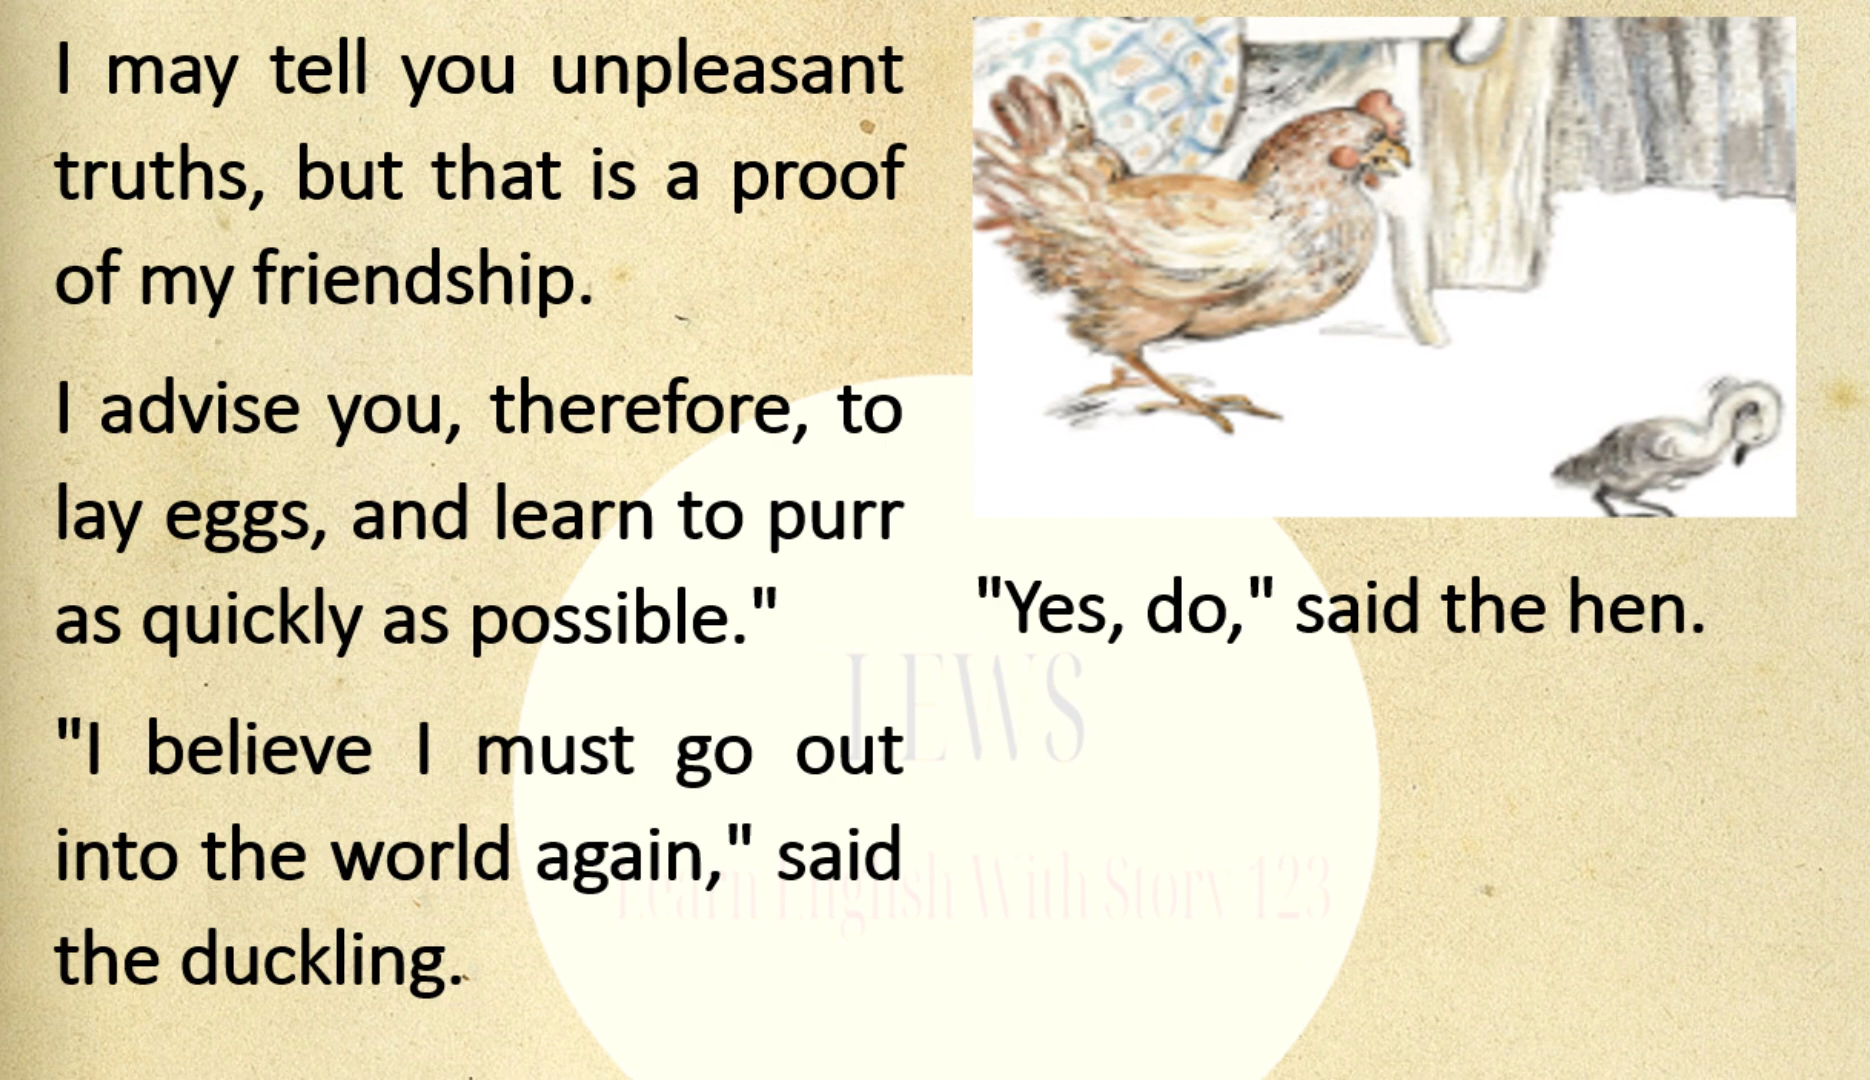 I may tell you unpleasant
truths, but that is a proof
of my friendship.
I advise you, therefore, to
lay eggs, and learn to purr
as quickly as possible."
"I believe I must go out
into the world again," said
the duckling.
"Yes, do," said the hen.
LEWS
Learn English With Story 123